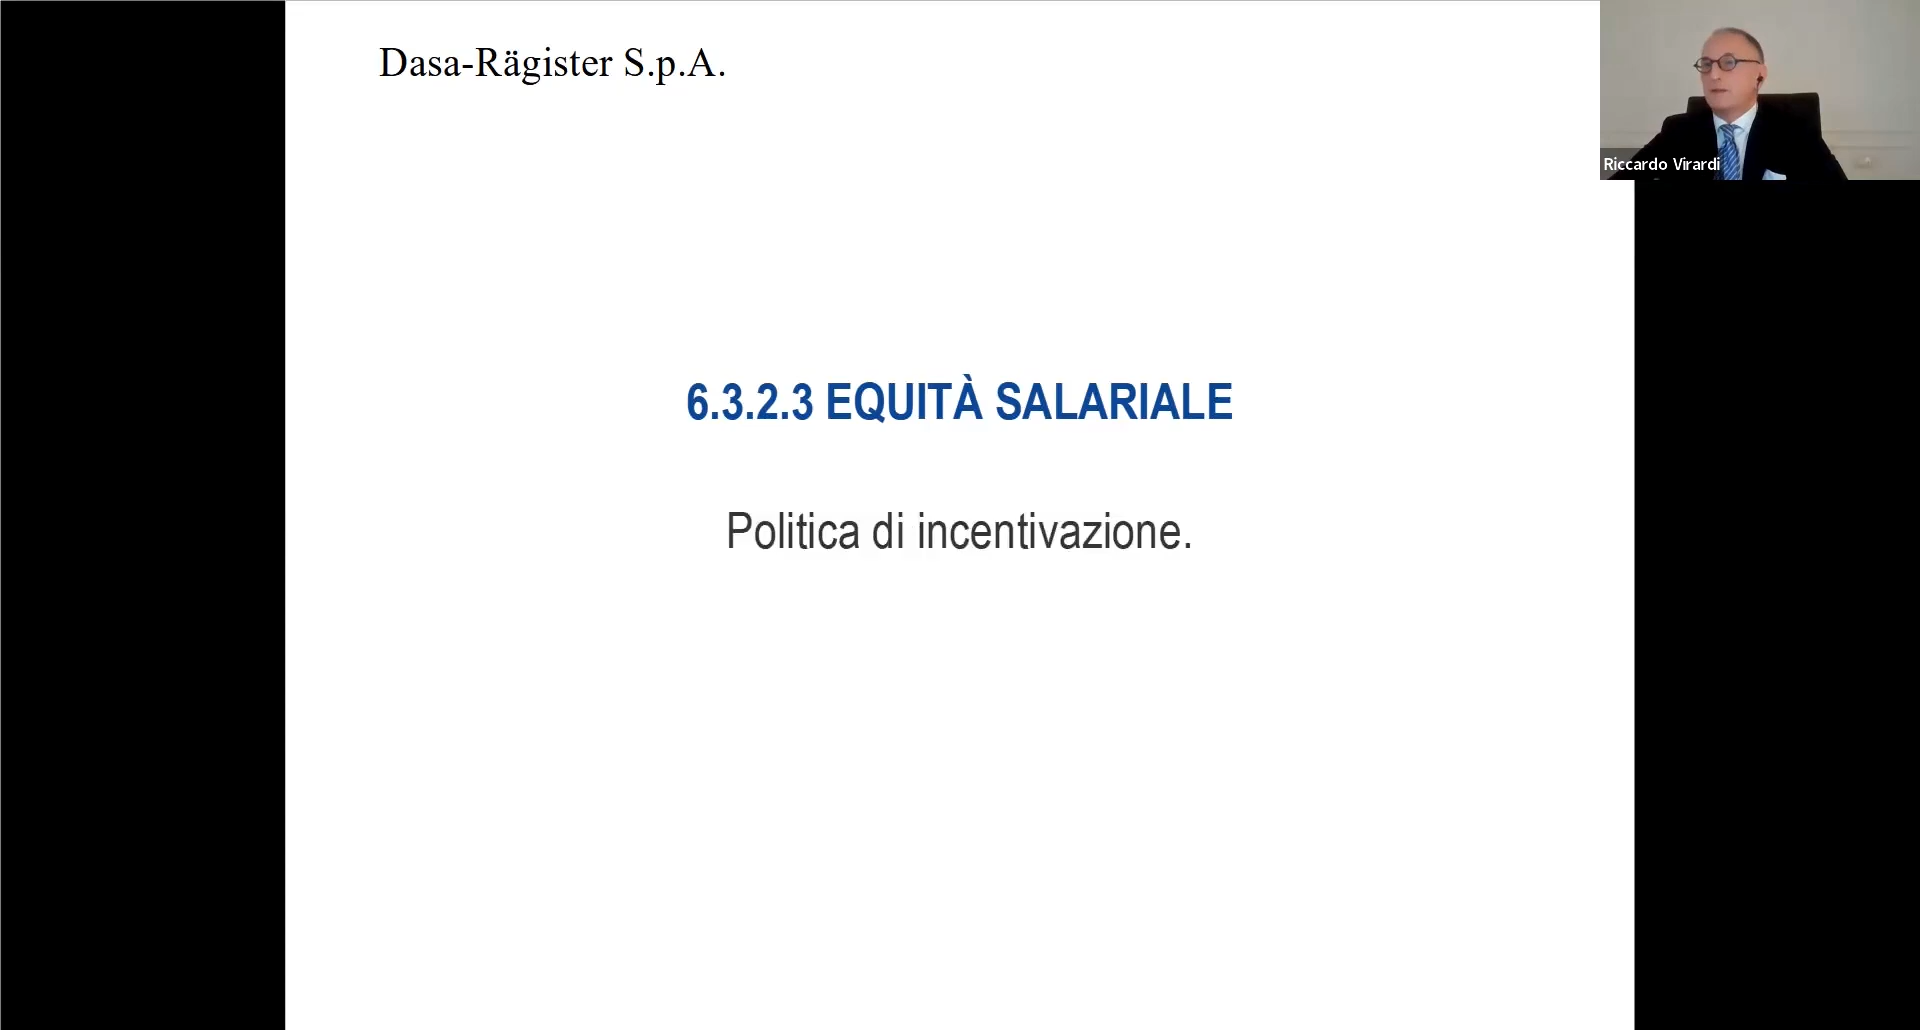 Dasa-Rägister S.p.A.
Riccardo Virardi
6.3.2.3 EQUITÀ SALARIALE
Politica di incentivazione.